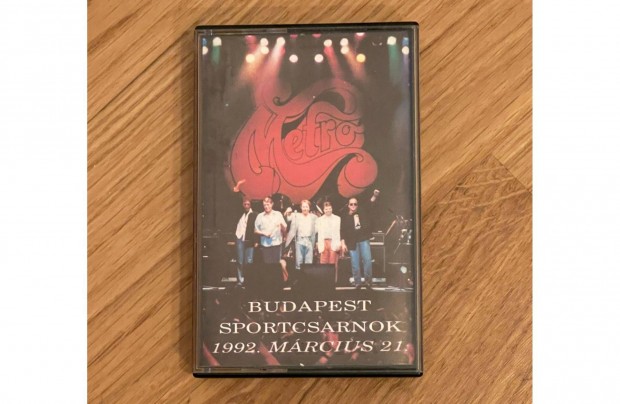 Metro
BUDAPEST
SPORTCSARNOK
1992. MÁRCIUS 21.